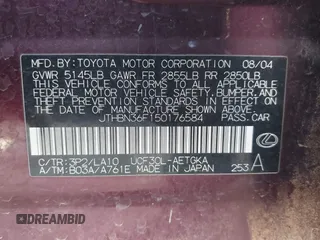 MFD. BY: TOYOTA MOTOR CORPORATION 08/04
GVWR 5145LB GAWR FR 2855LB RR 2850LB
THIS VEHICLE CONFORMS TO ALL APPLICABLE
FEDERAL MOTOR VEHICLE SAFETY, BUMPER, AND
THEFT PREVENTION STANDARDS IN EFFECT ON
THE DATE OF MANUFACTURE SHOWN ABOVE.
JTHBN36F150176584 PASS.CAR
C/TR: 3P2/LA10 UCF30L-AETGKA
A/TM: B03A/A761E MADE IN JAPAN 253 A
UNRESERVED